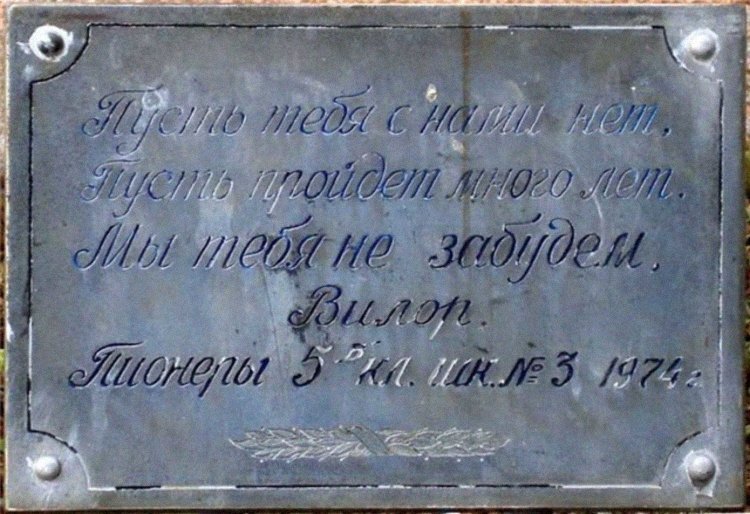 Пусть тебя с нами нет,
Пусть пройдет много лет.
Мы тебя не забудем.
Вилор.
Пионеры 5 "Б" кл. шк. № 3 1974 г